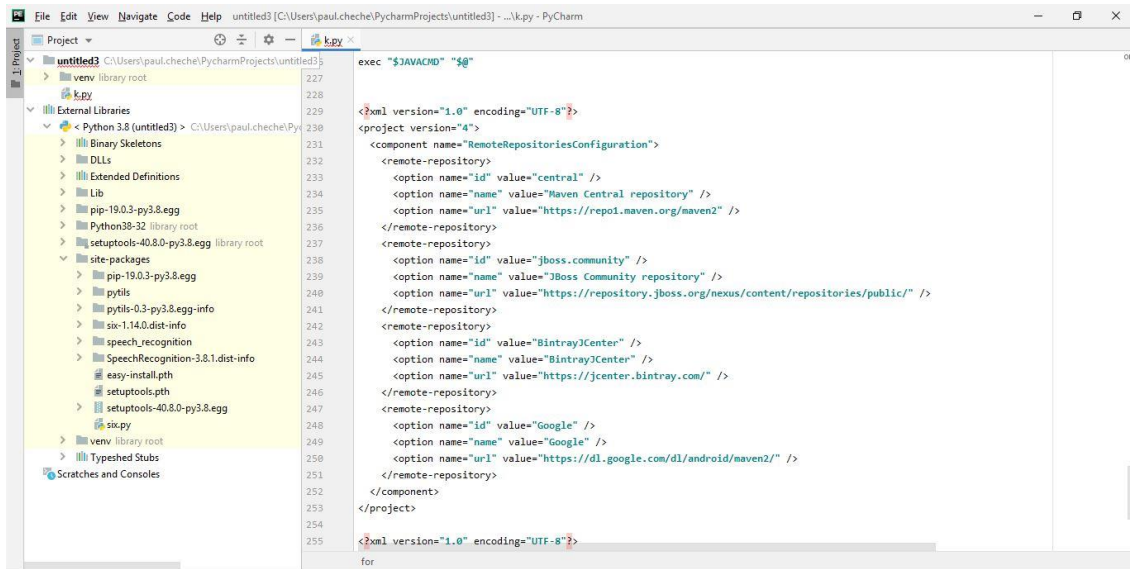 PC File Edit View Navigate Code Help untitled3 [C:\Users\paul.cheche\PycharmProjects\untitled3] - ...\k.py - PyCharm
1: Project
Project
k.py
untitled3 C:\Users\paul.cheche\PycharmProjects\untitled3
venv library root
k.py
External Libraries
< Python 3.8 (untitled3) > C:\Users\paul.cheche\Pyc
Binary Skeletons
DLLs
Extended Definitions
Lib
pip-19.0.3-py3.8.egg
Python38-32 library root
setuptools-40.8.0-py3.8.egg library root
site-packages
pip-19.0.3-py3.8.egg
pytils
pytils-0.3-py3.8.egg-info
six-1.14.0.dist-info
speech_recognition
SpeechRecognition-3.8.1.dist-info
easy-install.pth
setuptools.pth
setuptools-40.8.0-py3.8.egg
six.py
venv library root
Typeshed Stubs
Scratches and Consoles
exec "$JAVACMD" "$@"
227
228
229 <?xml version="1.0" encoding="UTF-8"?>
230 <project version="4">
231 <component name="RemoteRepositoriesConfiguration">
232 <remote-repository>
233 <option name="id" value="central" />
234 <option name="name" value="Maven Central repository" />
235 <option name="url" value="https://repo1.maven.org/maven2" />
236 </remote-repository>
237 <remote-repository>
238 <option name="id" value="jboss.community" />
239 <option name="name" value="JBoss Community repository" />
240 <option name="url" value="https://repository.jboss.org/nexus/content/repositories/public/" />
241 </remote-repository>
242 <remote-repository>
243 <option name="id" value="BintrayJCenter" />
244 <option name="name" value="BintrayJCenter" />
245 <option name="url" value="https://jcenter.bintray.com/" />
246 </remote-repository>
247 <remote-repository>
248 <option name="id" value="Google" />
249 <option name="name" value="Google" />
250 <option name="url" value="https://dl.google.com/dl/android/maven2/" />
251 </remote-repository>
252 </component>
253 </project>
254
255 <?xml version="1.0" encoding="UTF-8"?>
for